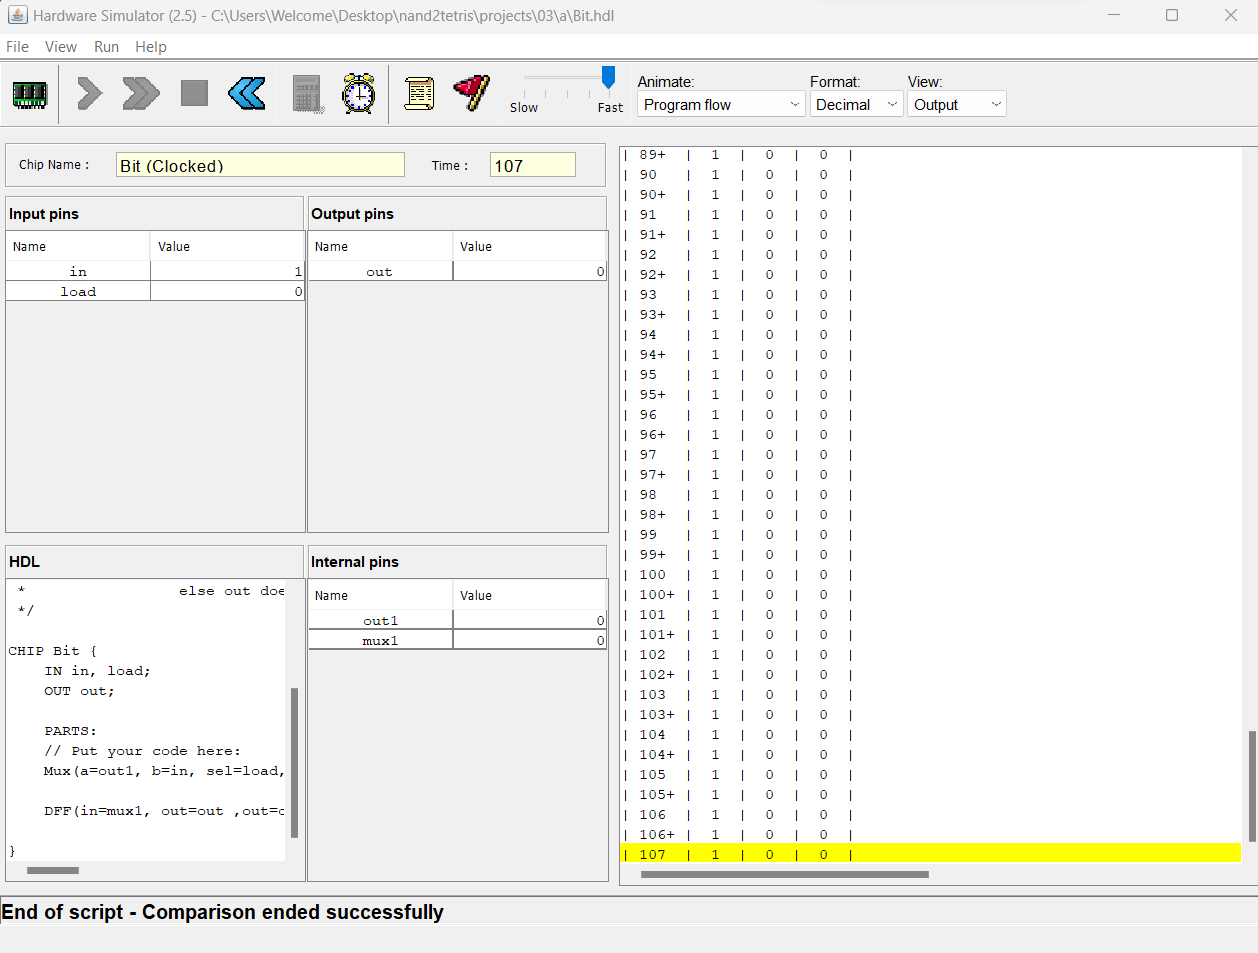 Hardware Simulator (2.5) - C:\Users\Welcome\Desktop\nand2tetris\projects\03\a\Bit.hdl
File View Run Help
Slow Fast
Animate: Format: View:
Program flow Decimal Output
Chip Name : Bit (Clocked) Time : 107
Input pins
Name Value
in 1
load 0
Output pins
Name Value
out 0
HDL
* else out doe
*/
CHIP Bit {
IN in, load;
OUT out;
PARTS:
// Put your code here:
Mux(a=out1, b=in, sel=load,
DFF(in=mux1, out=out ,out=o
}
Internal pins
Name Value
out1 0
mux1 0
| 89+ | 1 | 0 | 0 |
| 90 | 1 | 0 | 0 |
| 90+ | 1 | 0 | 0 |
| 91 | 1 | 0 | 0 |
| 91+ | 1 | 0 | 0 |
| 92 | 1 | 0 | 0 |
| 92+ | 1 | 0 | 0 |
| 93 | 1 | 0 | 0 |
| 93+ | 1 | 0 | 0 |
| 94 | 1 | 0 | 0 |
| 94+ | 1 | 0 | 0 |
| 95 | 1 | 0 | 0 |
| 95+ | 1 | 0 | 0 |
| 96 | 1 | 0 | 0 |
| 96+ | 1 | 0 | 0 |
| 97 | 1 | 0 | 0 |
| 97+ | 1 | 0 | 0 |
| 98 | 1 | 0 | 0 |
| 98+ | 1 | 0 | 0 |
| 99 | 1 | 0 | 0 |
| 99+ | 1 | 0 | 0 |
| 100 | 1 | 0 | 0 |
| 100+ | 1 | 0 | 0 |
| 101 | 1 | 0 | 0 |
| 101+ | 1 | 0 | 0 |
| 102 | 1 | 0 | 0 |
| 102+ | 1 | 0 | 0 |
| 103 | 1 | 0 | 0 |
| 103+ | 1 | 0 | 0 |
| 104 | 1 | 0 | 0 |
| 104+ | 1 | 0 | 0 |
| 105 | 1 | 0 | 0 |
| 105+ | 1 | 0 | 0 |
| 106 | 1 | 0 | 0 |
| 106+ | 1 | 0 | 0 |
| 107 | 1 | 0 | 0 |
End of script - Comparison ended successfully